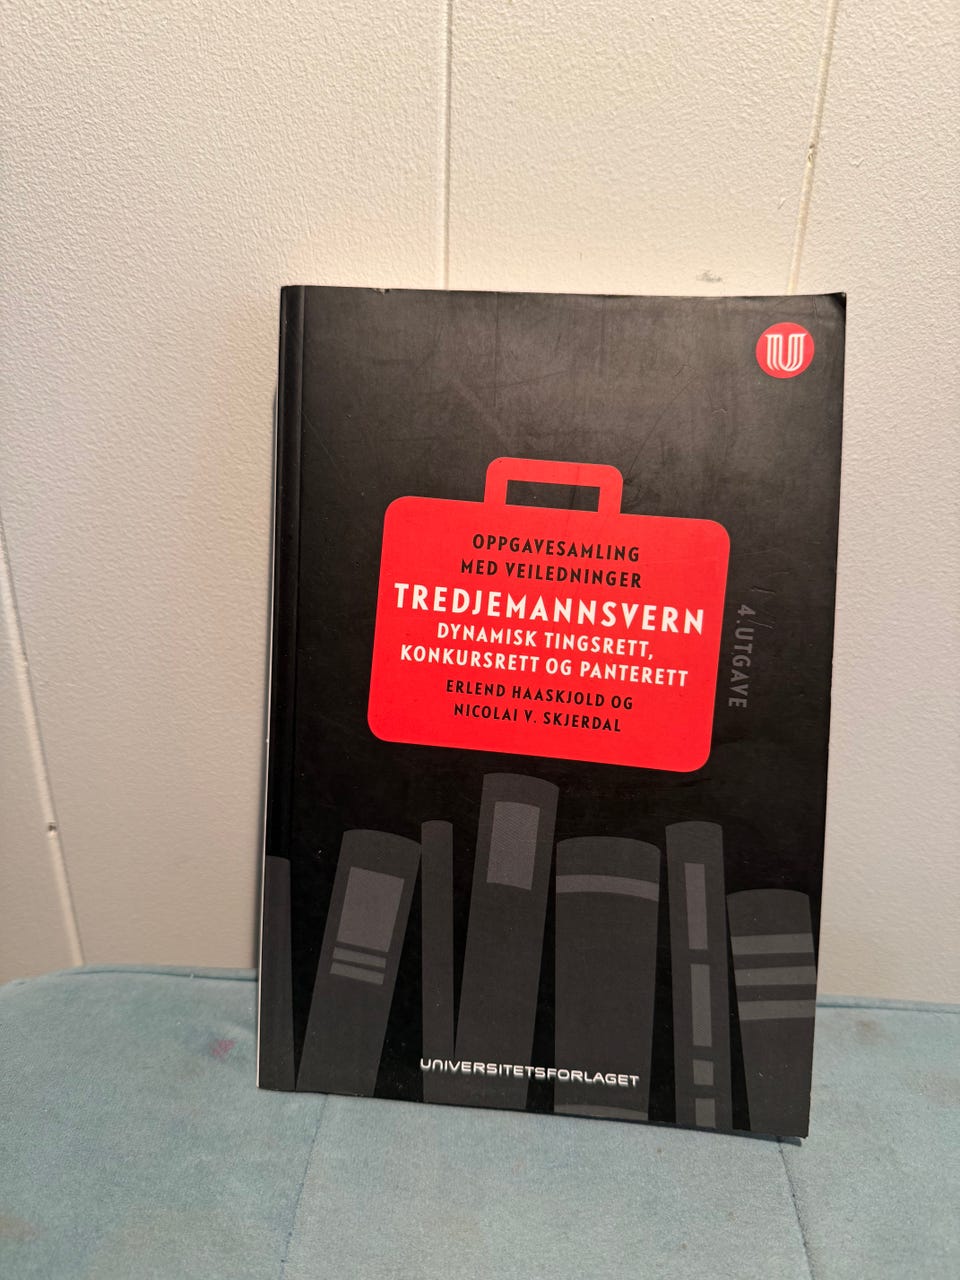 U
OPPGAVESAMLING
MED VEILEDNINGER
TREDJEMANNSVERN
DYNAMISK TINGSRETT,
KONKURSRETT OG PANTERETT
ERLEND HAASKJOLD OG
NICOLAI V. SKJERDAL
4. UTGAVE
UNIVERSITETSFORLAGET